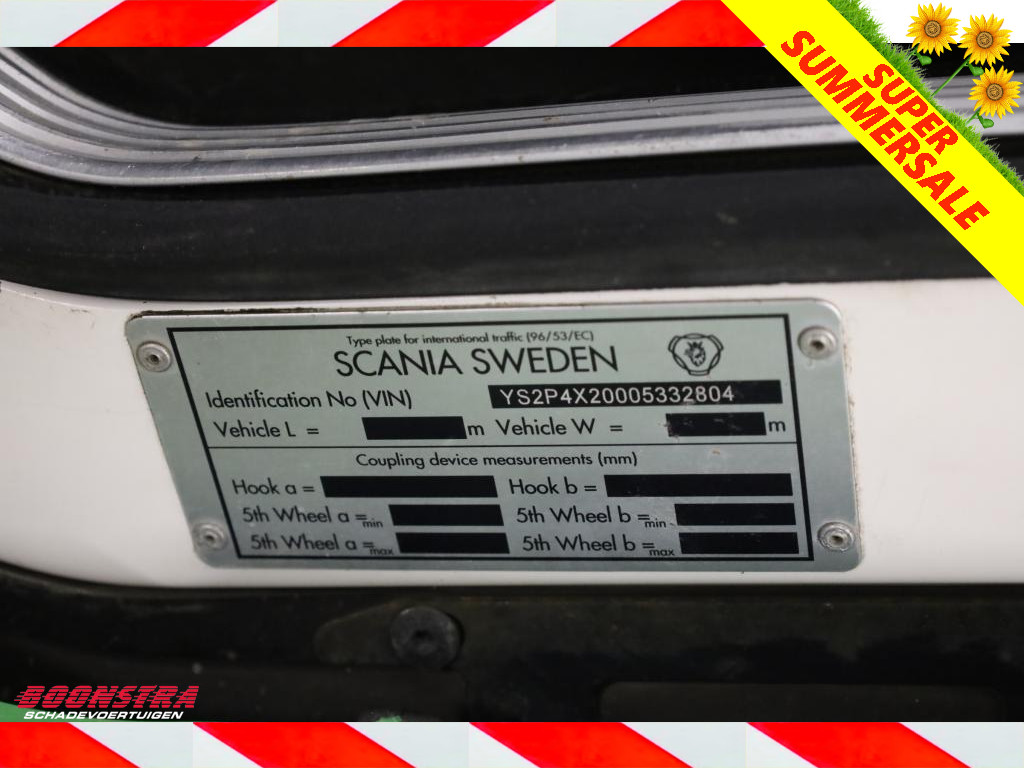 SUPER
SUMMERSALE
Type plate for international traffic (96/53/EC)
SCANIA SWEDEN
Identification No (VIN) YS2P4X20005332804
Vehicle L = m Vehicle W = m
Coupling device measurements (mm)
Hook a = Hook b =
5th Wheel a = min 5th Wheel b = min
5th Wheel a = max 5th Wheel b = max
BOONSTRA
SCHADEVOERTUIGEN